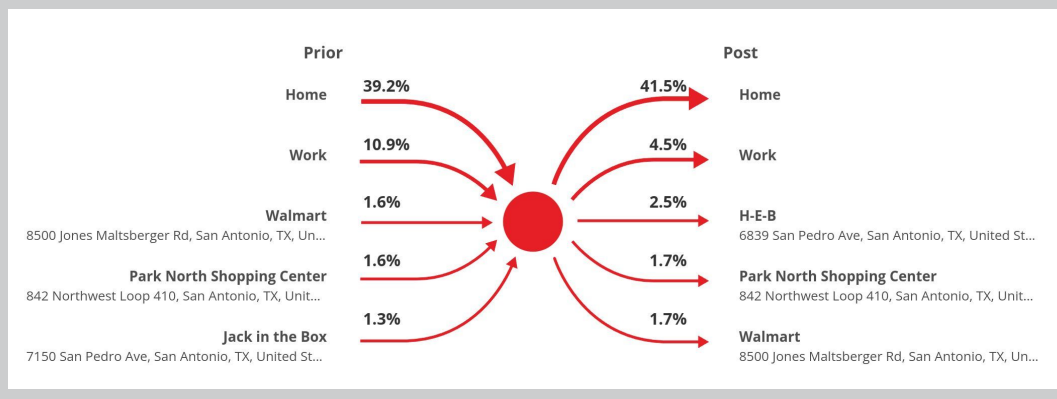 Prior
Post
Home
39.2%
41.5%
Home
Work
10.9%
4.5%
Work
Walmart
8500 Jones Maltsberger Rd, San Antonio, TX, Un...
1.6%
2.5%
H-E-B
6839 San Pedro Ave, San Antonio, TX, United St...
Park North Shopping Center
842 Northwest Loop 410, San Antonio, TX, Unit...
1.6%
1.7%
Park North Shopping Center
842 Northwest Loop 410, San Antonio, TX, Unit...
Jack in the Box
7150 San Pedro Ave, San Antonio, TX, United St...
1.3%
1.7%
Walmart
8500 Jones Maltsberger Rd, San Antonio, TX, Un...